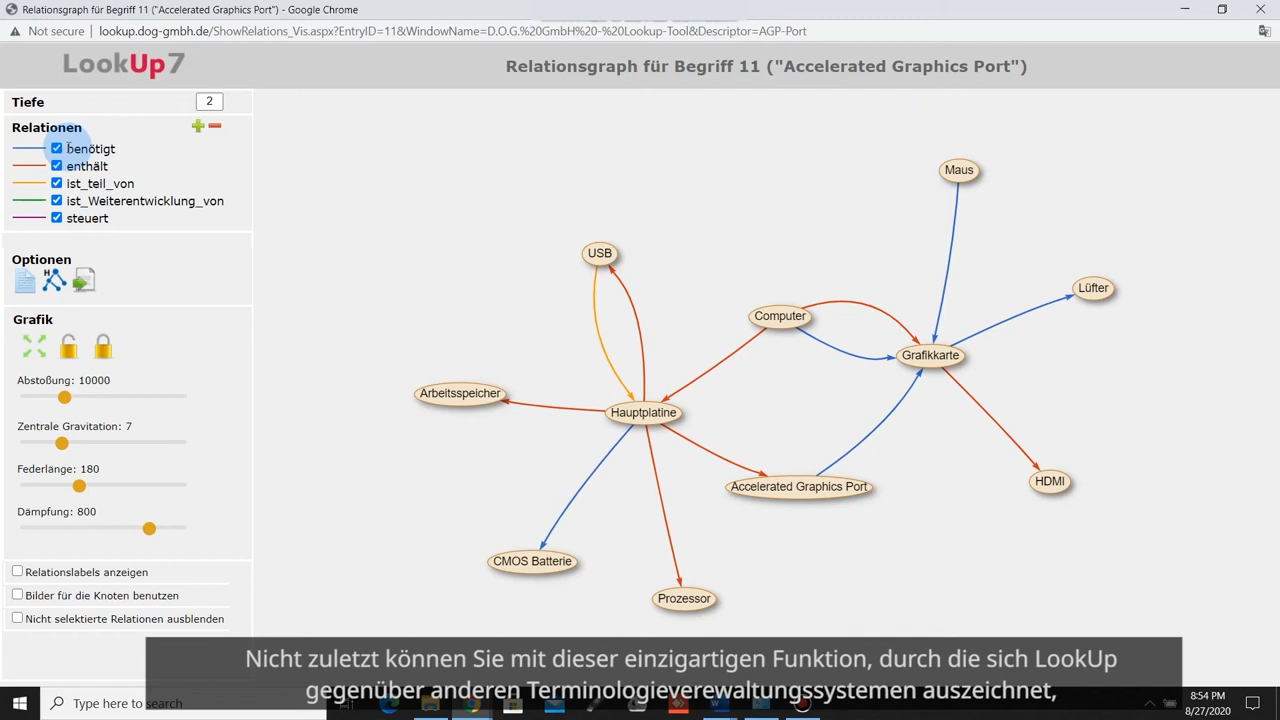 Relationsgraph für Begriff 11 ("Accelerated Graphics Port") - Google Chrome
Not secure | lookup.dog-gmbh.de/ShowRelations_Vis.aspx?EntryID=11&WindowName=D.O.G.%20GmbH%20-%20Lookup-Tool&Descriptor=AGP-Port
LookUp7
Relationsgraph für Begriff 11 ("Accelerated Graphics Port")
Tiefe 2
Relationen
benötigt
enthält
ist_teil_von
ist_Weiterentwicklung_von
steuert
Optionen
H
Grafik
Abstoßung: 10000
Zentrale Gravitation: 7
Federlänge: 180
Dämpfung: 800
Relationslabels anzeigen
Bilder für die Knoten benutzen
Nicht selektierte Relationen ausblenden
Maus
USB
Lüfter
Computer
Grafikkarte
Arbeitsspeicher
Hauptplatine
Accelerated Graphics Port
HDMI
CMOS Batterie
Prozessor
Nicht zuletzt können Sie mit dieser einzigartigen Funktion, durch die sich LookUp
gegenüber anderen Terminologieverewaltungssystemen auszeichnet,
Type here to search
8:54 PM
8/27/2020